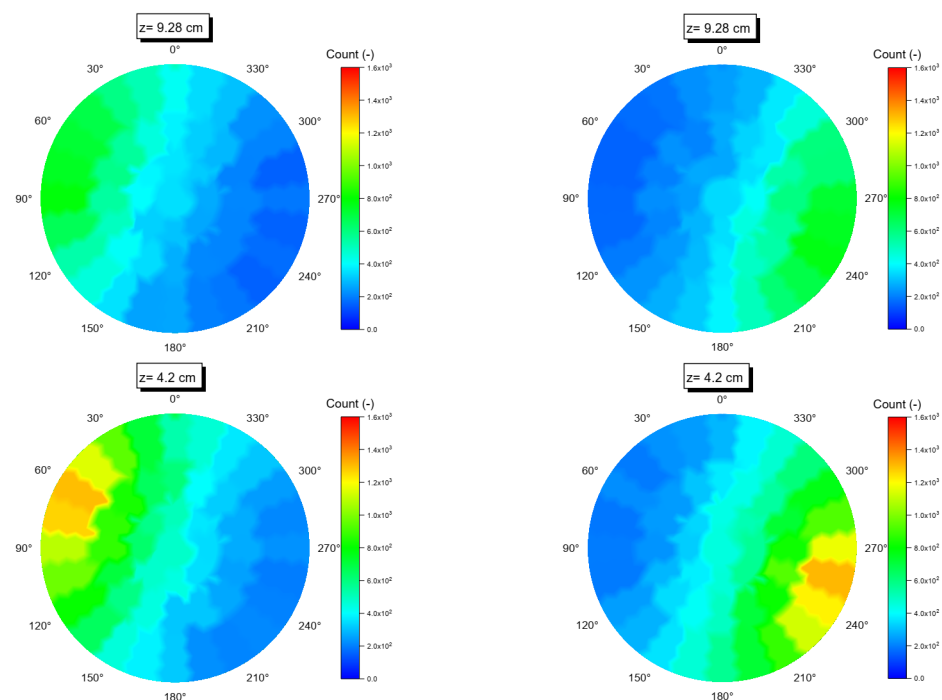 z= 9.28 cm
0°
Count (-)
30°
330°
60°
300°
90°
270°
120°
240°
150°
210°
180°
1.6x10³
1.4x10³
1.2x10³
1.0x10³
8.0x10²
6.0x10²
4.0x10²
2.0x10²
0.0
z= 9.28 cm
0°
Count (-)
30°
330°
60°
300°
90°
270°
120°
240°
150°
210°
180°
1.6x10³
1.4x10³
1.2x10³
1.0x10³
8.0x10²
6.0x10²
4.0x10²
2.0x10²
0.0
z= 4.2 cm
0°
Count (-)
30°
330°
60°
300°
90°
270°
120°
240°
150°
210°
180°
1.6x10³
1.4x10³
1.2x10³
1.0x10³
8.0x10²
6.0x10²
4.0x10²
2.0x10²
0.0
z= 4.2 cm
0°
Count (-)
30°
330°
60°
300°
90°
270°
120°
240°
150°
210°
180°
1.6x10³
1.4x10³
1.2x10³
1.0x10³
8.0x10²
6.0x10²
4.0x10²
2.0x10²
0.0